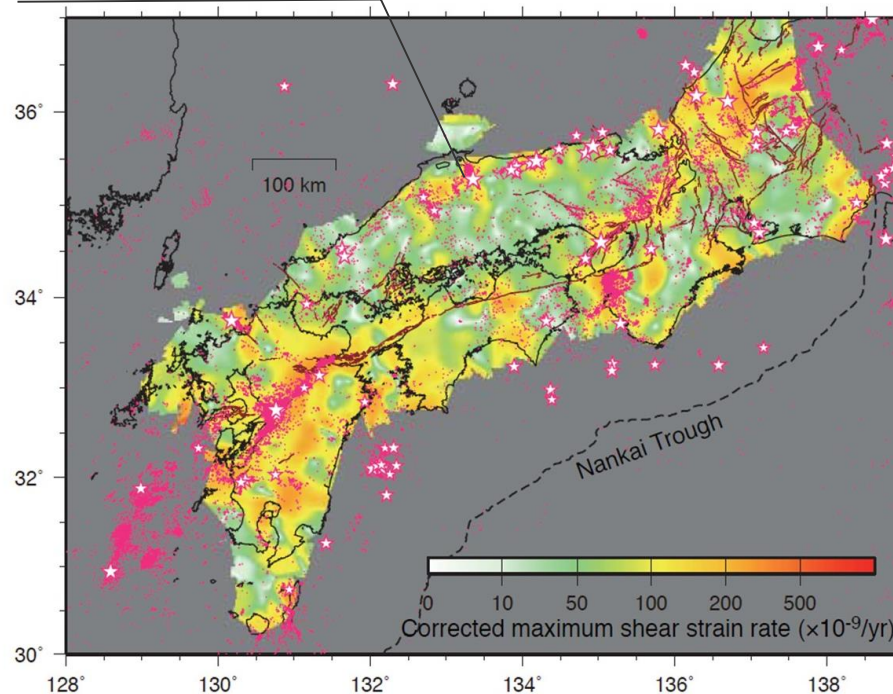 36˚
100 km
34˚
Nankai Trough
32˚
0 10 50 100 200 500
Corrected maximum shear strain rate (×10-9/yr)
30˚
128˚ 130˚ 132˚ 134˚ 136˚ 138˚